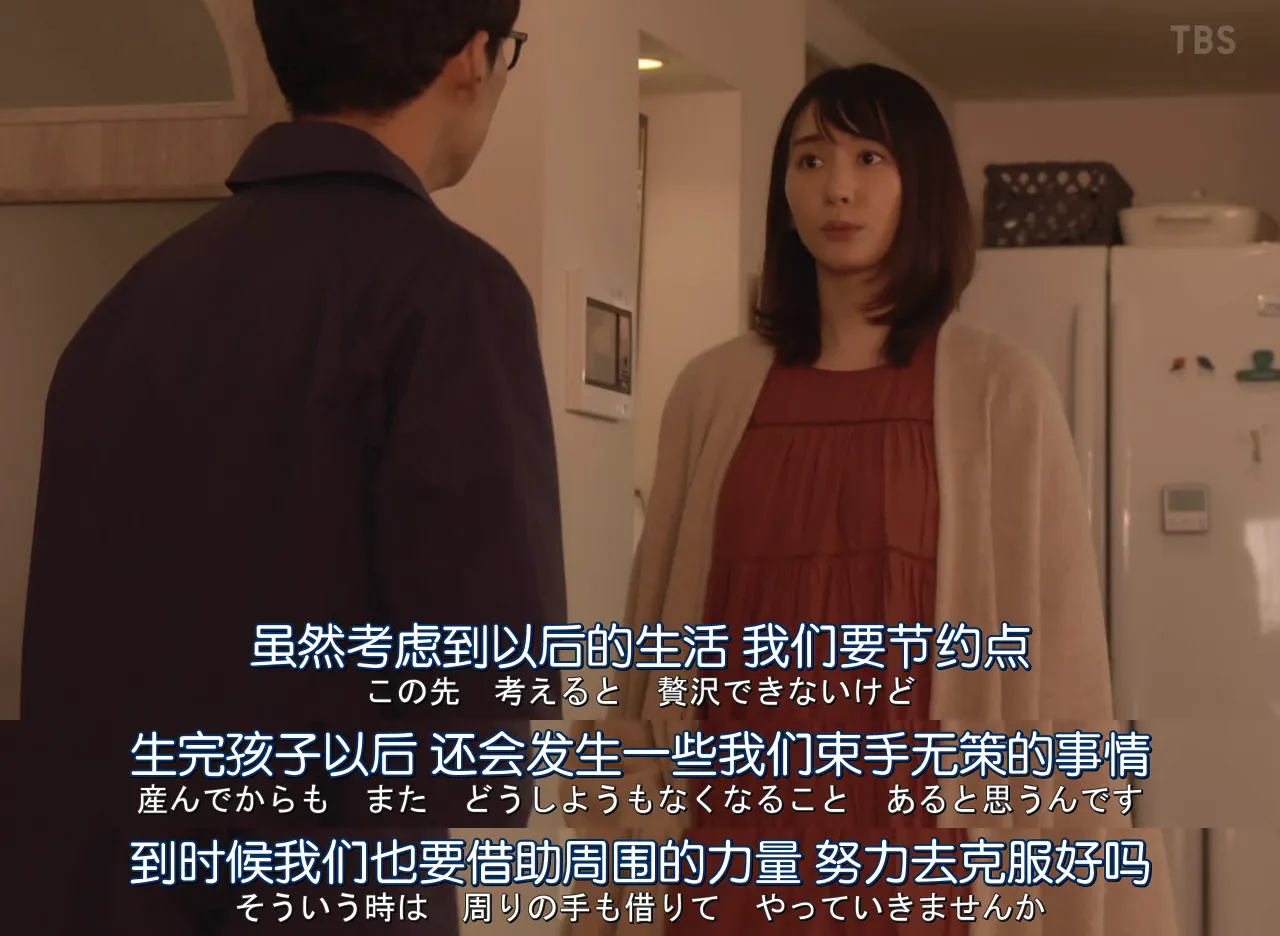 TBS
虽然考虑到以后的生活 我们要节约点
この先 考えると 贅沢できないけど
生完孩子以后 还会发生一些我们束手无策的事情
産んでからも また どうしようもなくなること あると思うんです
到时候我们也要借助周围的力量 努力去克服好吗
そういう時は 周りの手も借りて やっていきませんか